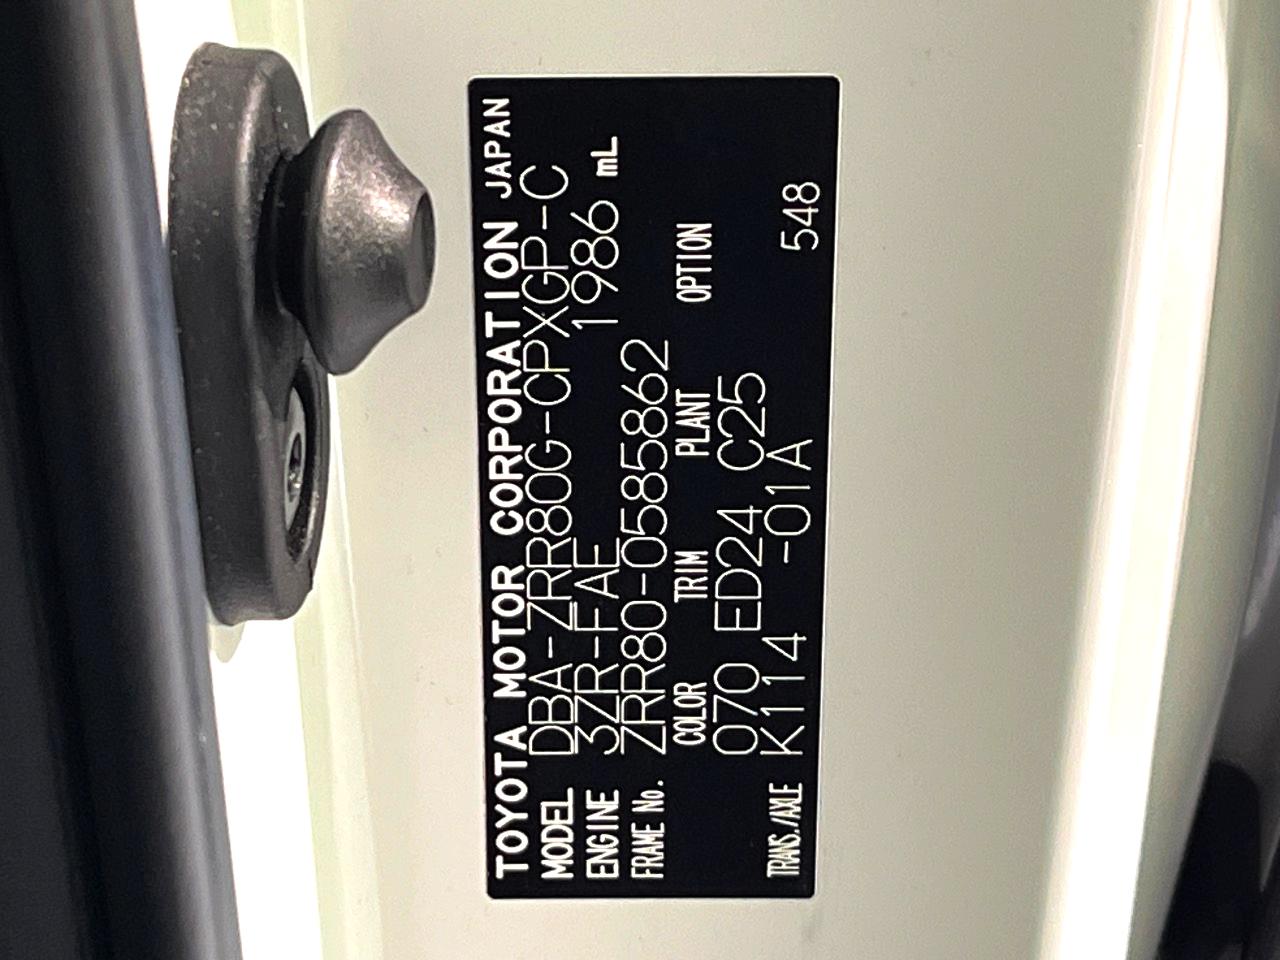 TOYOTA MOTOR CORPORATION JAPAN
MODEL DBA-ZRR80G-CPXGP-C
ENGINE 3ZR-FAE 1986 mL
FRAME No. ZRR80-0585862
COLOR TRIM PLANT OPTION
070 ED24 C25
TRANS./AXLE K114 -01A 548